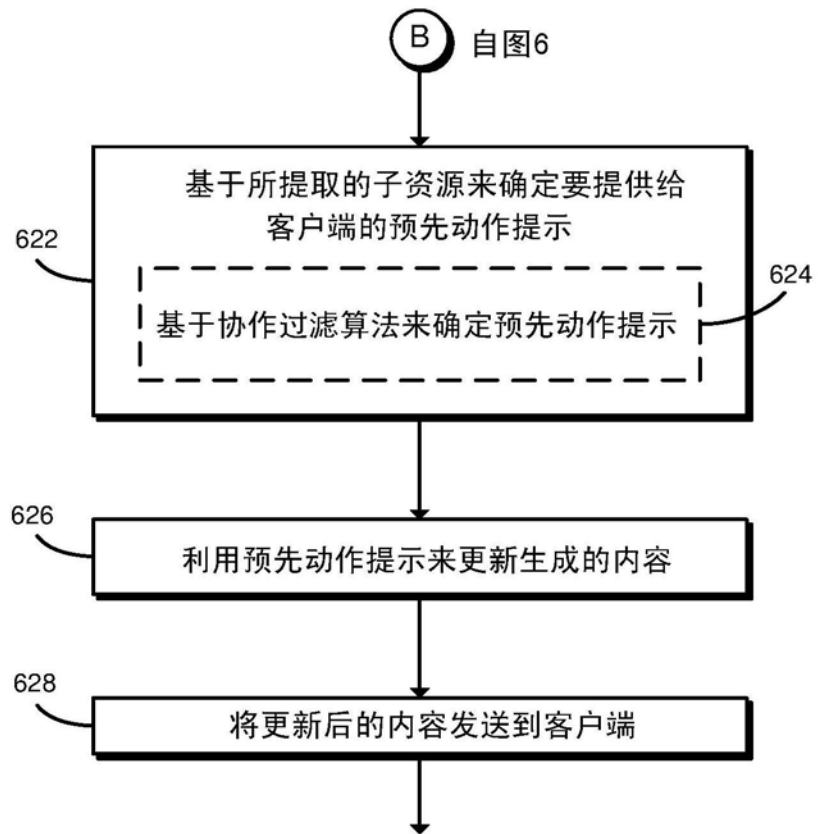 B 自图6
基于所提取的子资源来确定要提供给
客户端的预先动作提示
622
624
基于协作过滤算法来确定预先动作提示
626
利用预先动作提示来更新生成的内容
628
将更新后的内容发送到客户端